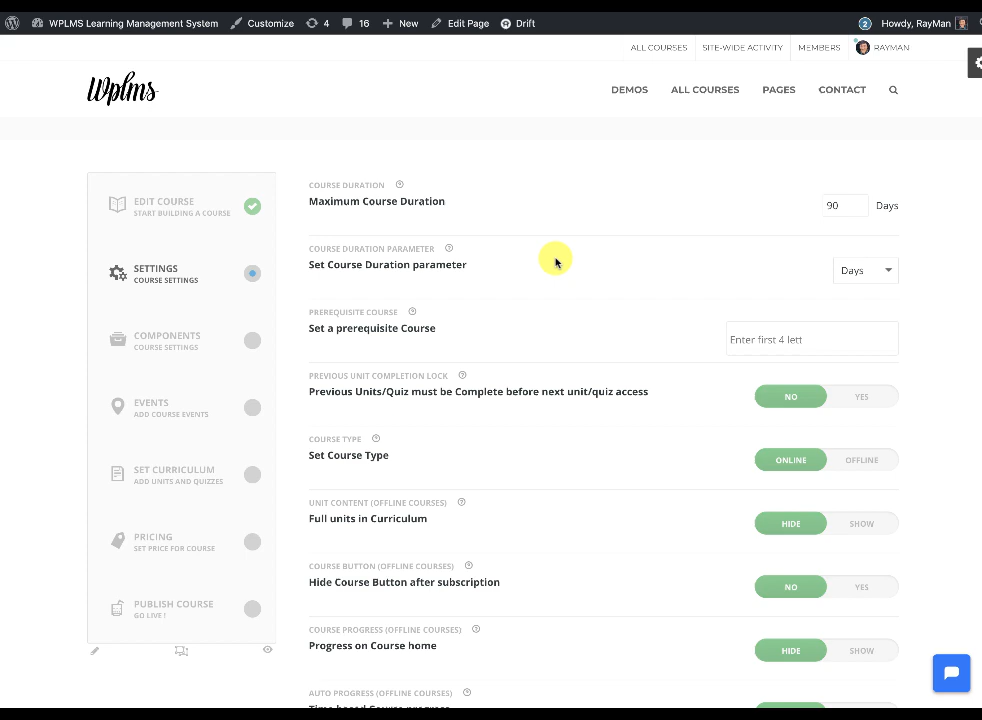 WPLMS Learning Management System Customize 4 16 New Edit Page Drift 2 Howdy, RayMan
ALL COURSES SITE-WIDE ACTIVITY MEMBERS RAYMAN
Wplms
DEMOS ALL COURSES PAGES CONTACT
EDIT COURSE
START BUILDING A COURSE
SETTINGS
COURSE SETTINGS
COMPONENTS
COURSE SETTINGS
EVENTS
ADD COURSE EVENTS
SET CURRICULUM
ADD UNITS AND QUIZZES
PRICING
SET PRICE FOR COURSE
PUBLISH COURSE
GO LIVE !
COURSE DURATION
Maximum Course Duration
90 Days
COURSE DURATION PARAMETER
Set Course Duration parameter
Days
PREREQUISITE COURSE
Set a prerequisite Course
Enter first 4 lett
PREVIOUS UNIT COMPLETION LOCK
Previous Units/Quiz must be Complete before next unit/quiz access
NO YES
COURSE TYPE
Set Course Type
ONLINE OFFLINE
UNIT CONTENT (OFFLINE COURSES)
Full units in Curriculum
HIDE SHOW
COURSE BUTTON (OFFLINE COURSES)
Hide Course Button after subscription
NO YES
COURSE PROGRESS (OFFLINE COURSES)
Progress on Course home
HIDE SHOW
AUTO PROGRESS (OFFLINE COURSES)
Time based Course progress